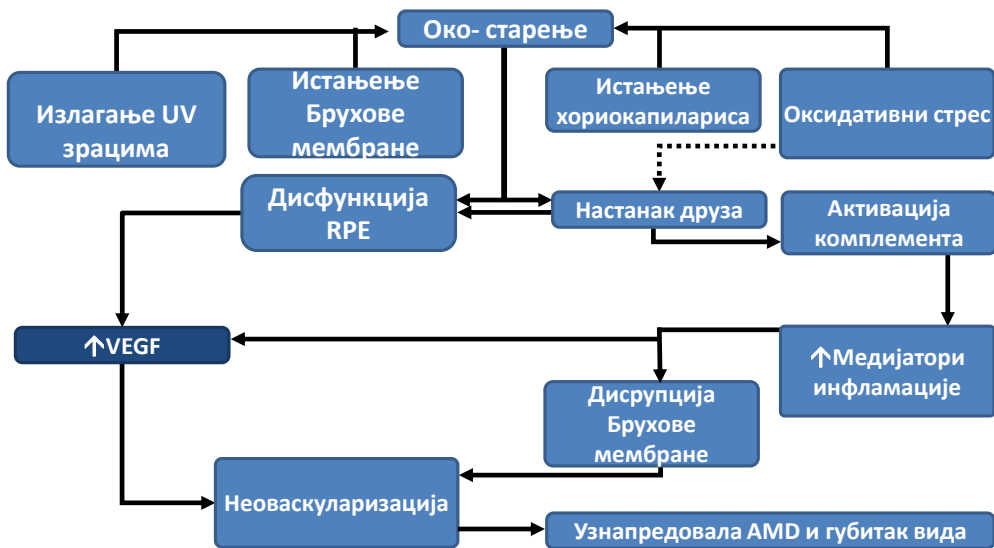 Око- старење
Излагање UV
зрацима
Истањење
Брухове
мембране
Истањење
хориокапилариса
Оксидативни стрес
Дисфункција
RPE
Настанак друза
Активација
комплемента
↑VEGF
↑Медијатори
инфламације
Дисрупција
Брухове
мембране
Неоваскуларизација
Узнапредовала AMD и губитак вида